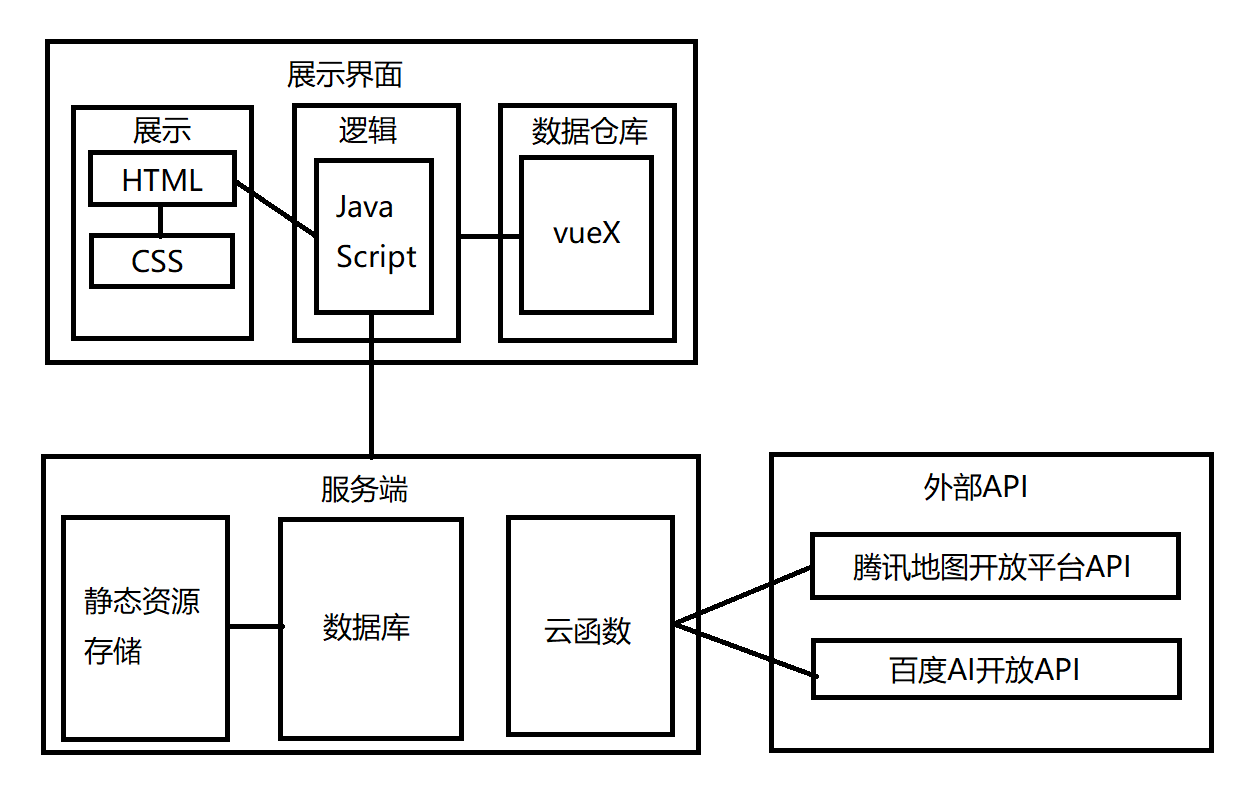 展示界面
展示
逻辑
数据仓库
HTML
CSS
Java
Script
vueX
服务端
静态资源
存储
数据库
云函数
外部API
腾讯地图开放平台API
百度AI开放API